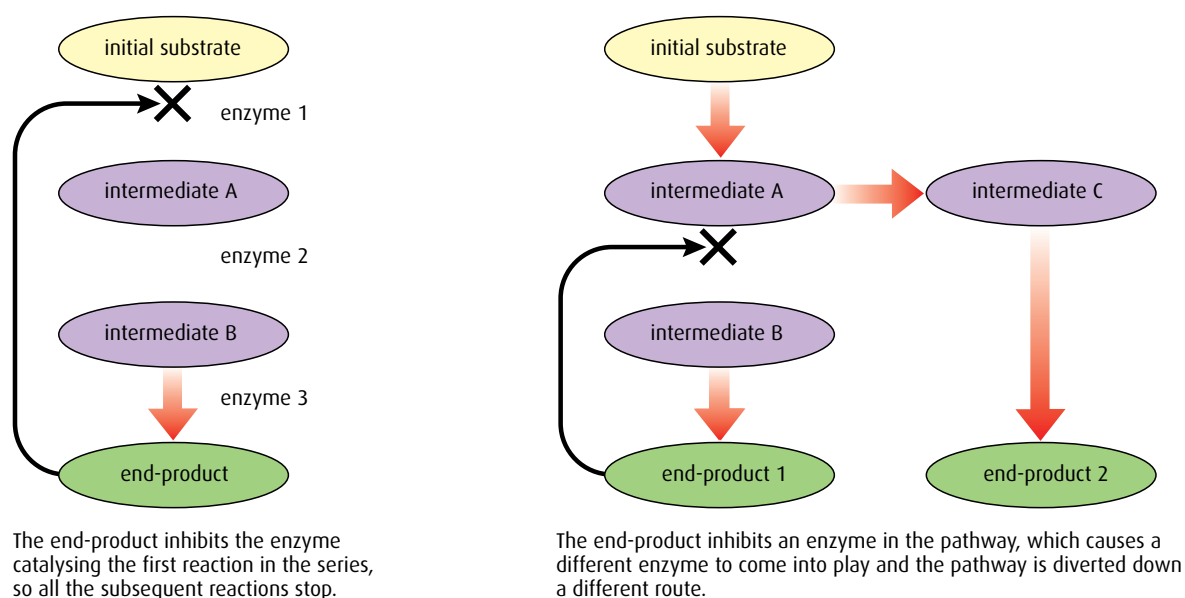 initial substrate
enzyme 1
intermediate A
enzyme 2
intermediate B
enzyme 3
end-product
The end-product inhibits the enzyme
catalysing the first reaction in the series,
so all the subsequent reactions stop.
initial substrate
intermediate A
intermediate C
intermediate B
end-product 1
end-product 2
The end-product inhibits an enzyme in the pathway, which causes a
different enzyme to come into play and the pathway is diverted down
a different route.